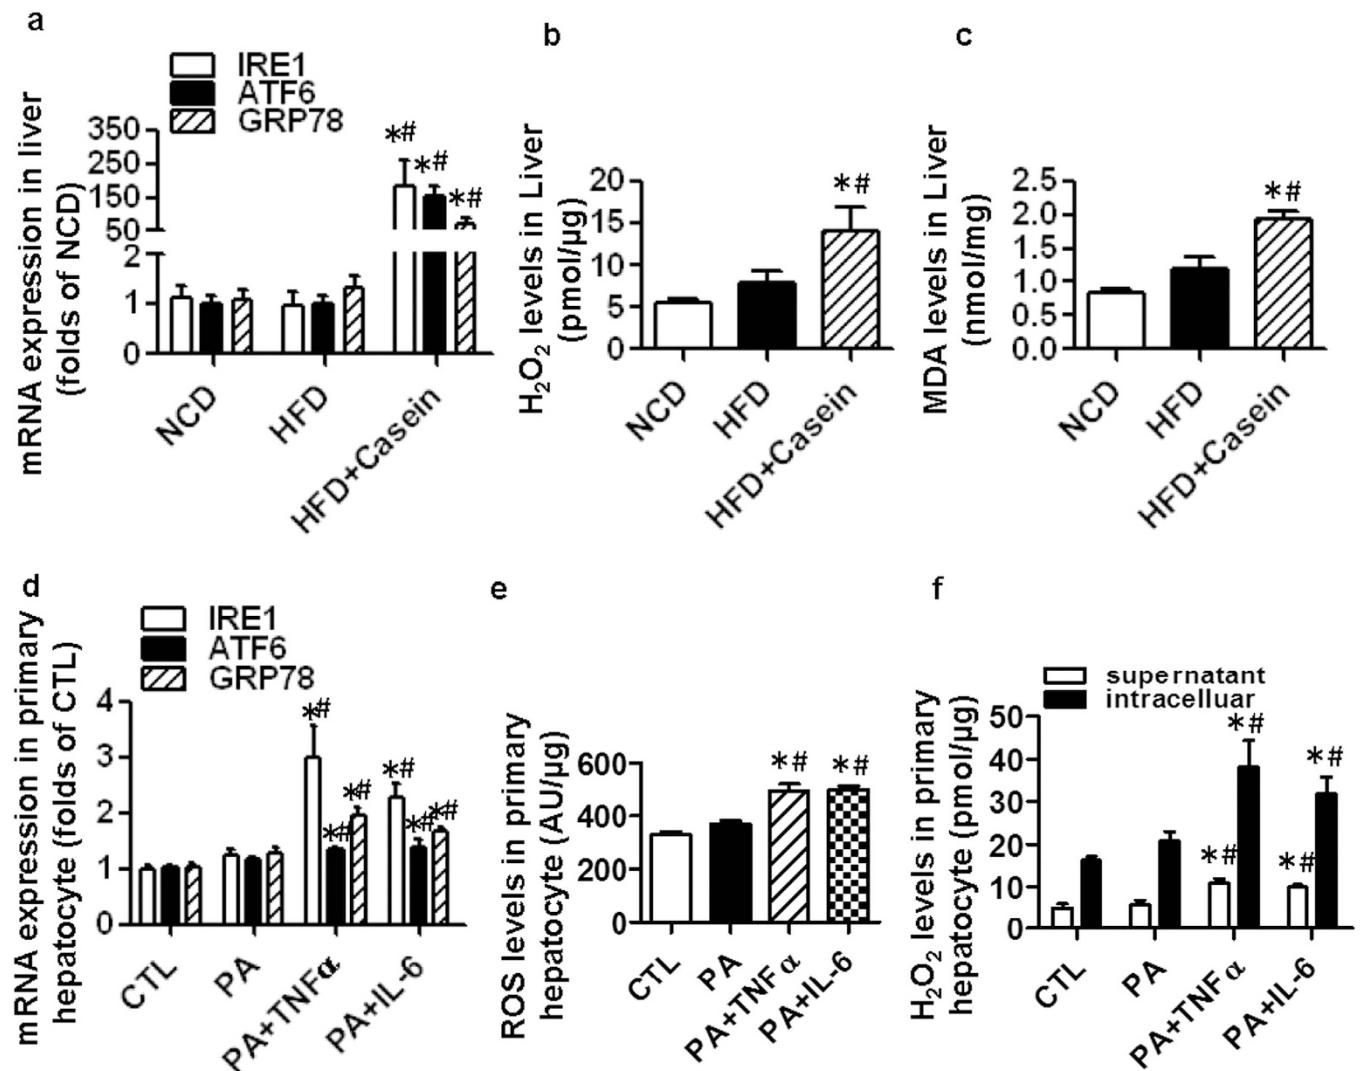 a
IRE1
ATF6
GRP78
mRNA expression in liver
(folds of NCD)
350
250
150
50
2
1
0
*#
*#
*#
NCD
HFD
HFD+Casein
b
H₂O₂ levels in Liver
(pmol/µg)
20
15
10
5
0
*#
NCD
HFD
HFD+Casein
c
MDA levels in Liver
(nmol/mg)
2.5
2.0
1.5
1.0
0.5
0.0
*#
NCD
HFD
HFD+Casein
d
IRE1
ATF6
GRP78
mRNA expression in primary
hepatocyte (folds of CTL)
4
3
2
1
0
*#
*#
*#
*#
*#
*#
CTL
PA
PA+TNFα
PA+IL-6
e
ROS levels in primary
hepatocyte (AU/µg)
600
400
200
0
*#
*#
CTL
PA
PA+TNFα
PA+IL-6
f
supernatant
intracelluar
H₂O₂ levels in primary
hepatocyte (pmol/µg)
50
40
30
20
10
0
*#
*#
*#
*#
CTL
PA
PA+TNFα
PA+IL-6